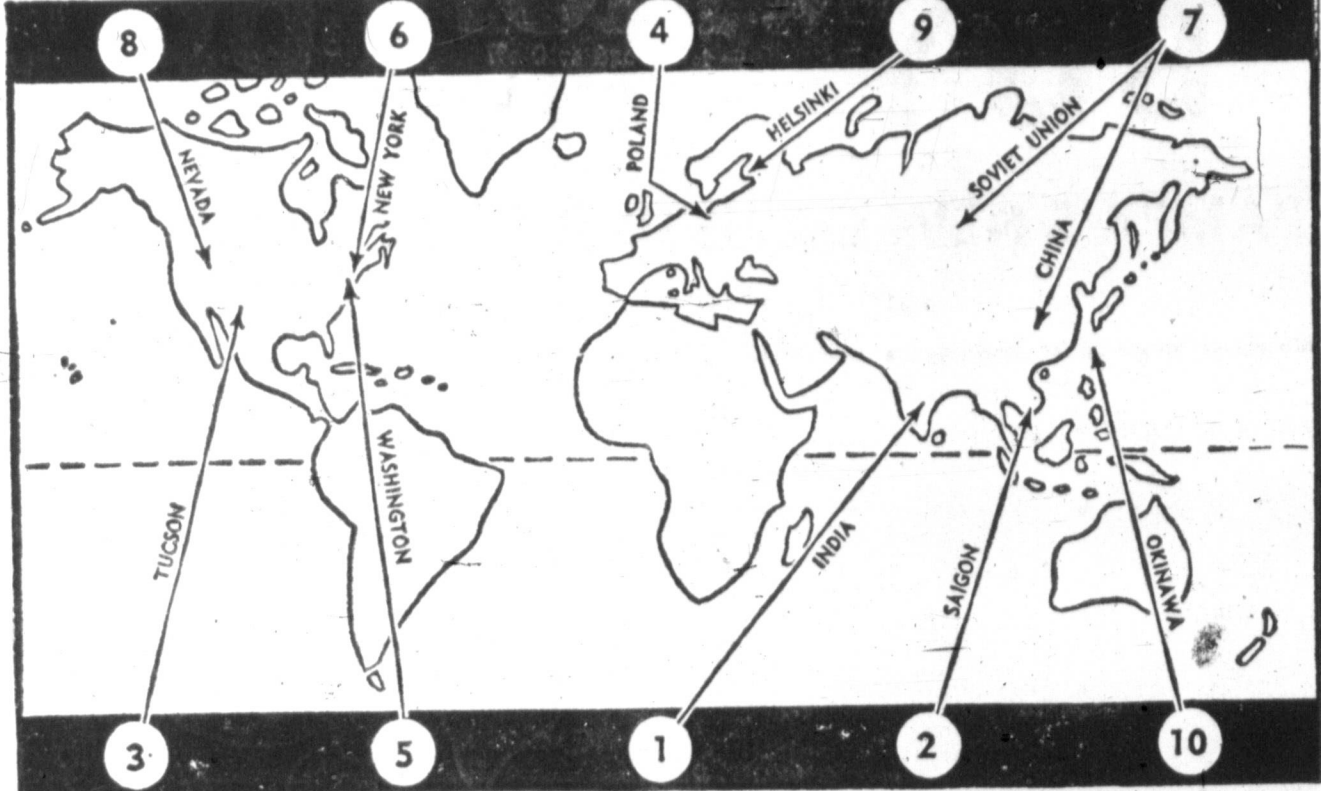 8
6
4
9
7
NEVADA
NEW YORK
POLAND
HELSINKI
SOVIET UNION
CHINA
TUCSON
WASHINGTON
INDIA
SAIGON
OKINAWA
3
5
1
2
10